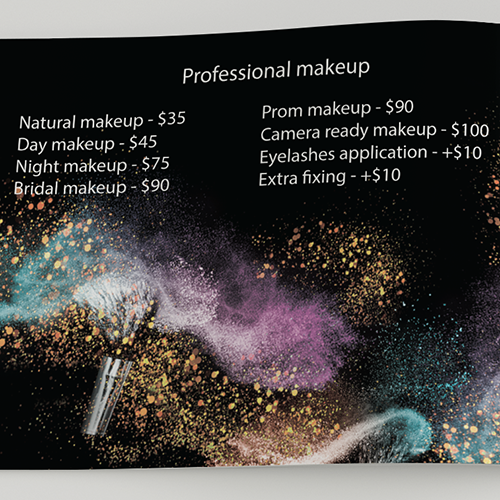 Professional makeup
Natural makeup - $35
Day makeup - $45
Night makeup - $75
Bridal makeup - $90
Prom makeup - $90
Camera ready makeup - $100
Eyelashes application - +$10
Extra fixing - +$10